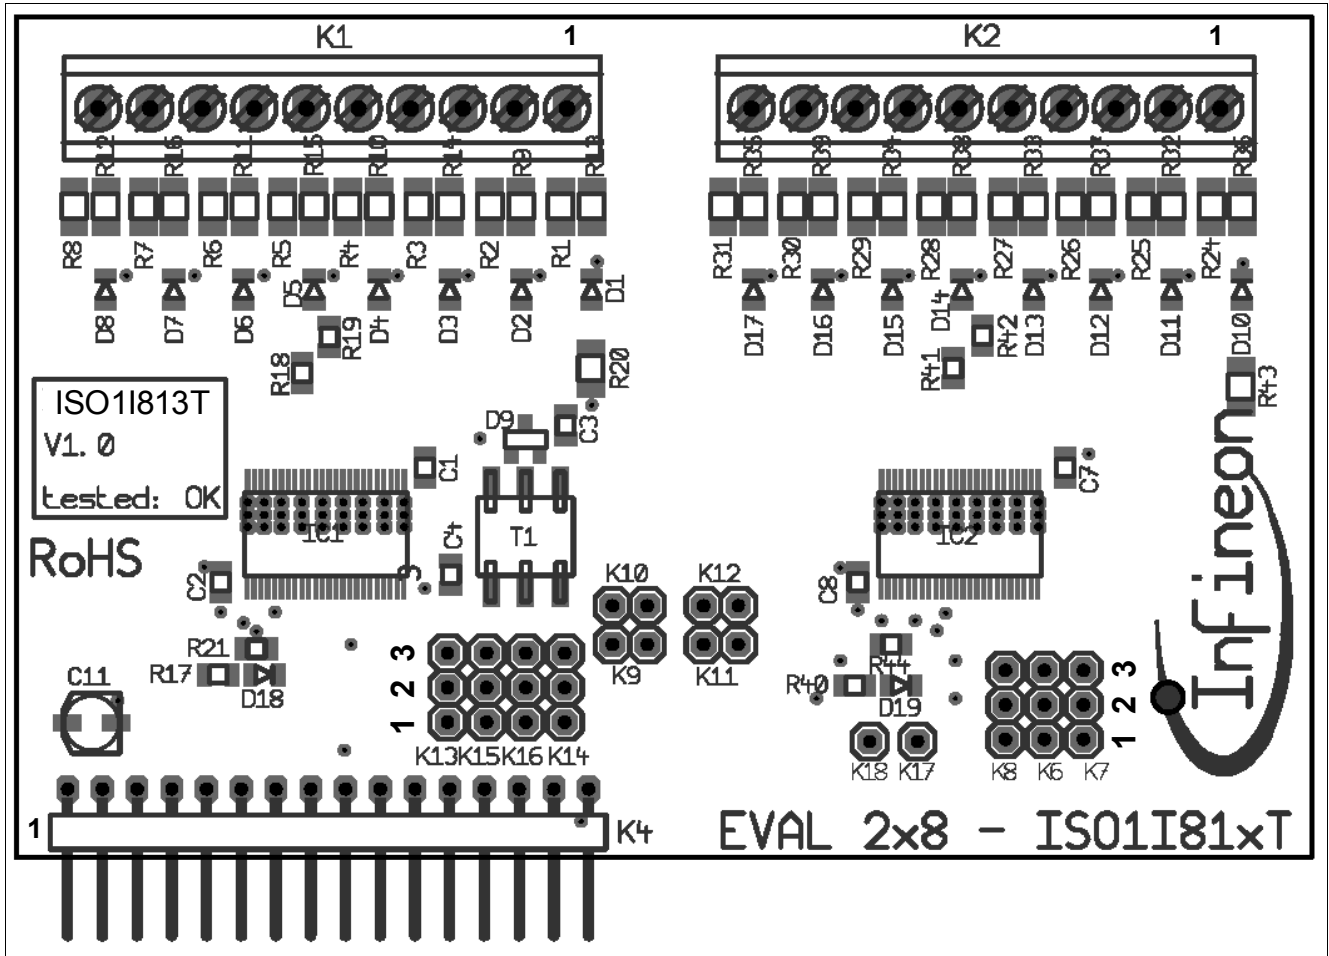 K1 1 K2 1
R12 R16 R11 R15 R10 R14 R9 R13 R35 R39 R34 R38 R33 R37 R32 R36
R8 R7 R6 R5 R4 R3 R2 R1 R31 R30 R29 R28 R27 R26 R25 R24
D8 D7 D6 D5 D4 D3 D2 D1 D17 D16 D15 D14 D13 D12 D11 D10
R18 R19 R20 R41 R42 R43
ISO1I813T
V1. 0
tested: OK
RoHS
D9 C3
C1 C7
IC1 C4 T1 IC2
C2 K10 K12 C8
K9 K11
R21 R44
R17 D18 R40 D19
C11
3
2
1
K13 K15 K16 K14
K18 K17
3
2
1
K8 K6 K7
Infineon
1 K4
EVAL 2x8 - ISO1I81xT